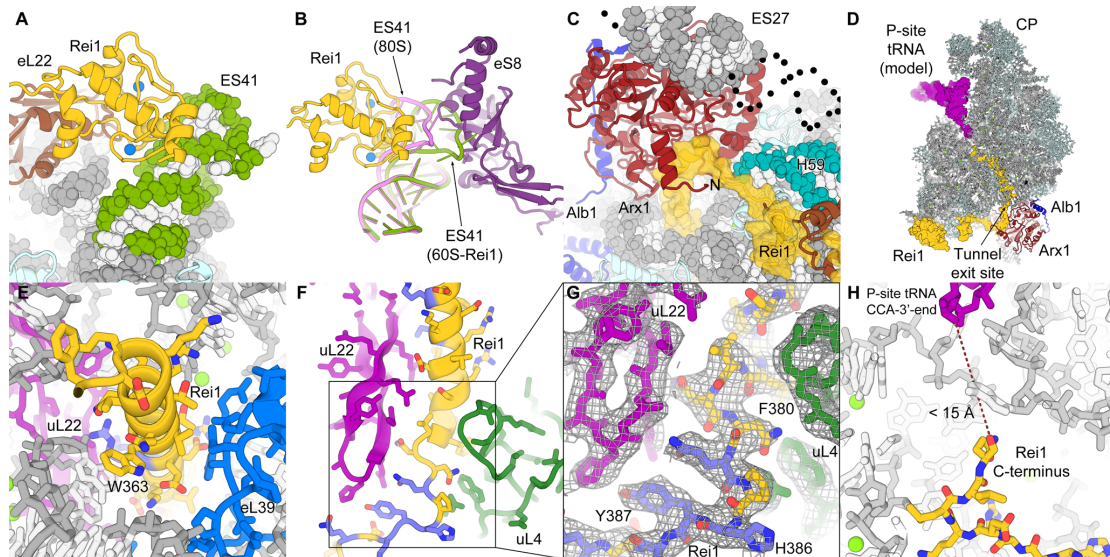 A
Rei1
eL22
ES41
B
ES41
(80S)
Rei1
eS8
ES41
(60S-Rei1)
C
ES27
H59
N
Alb1
Arx1
Rei1
D
P-site
tRNA
(model)
CP
Alb1
Rei1
Tunnel
exit site
Arx1
E
Rei1
uL22
W363
eL39
F
uL22
Rei1
uL4
G
uL22
F380
uL4
Y387
Rei1
H386
H
P-site tRNA
CCA-3'-end
< 15 Å
Rei1
C-terminus